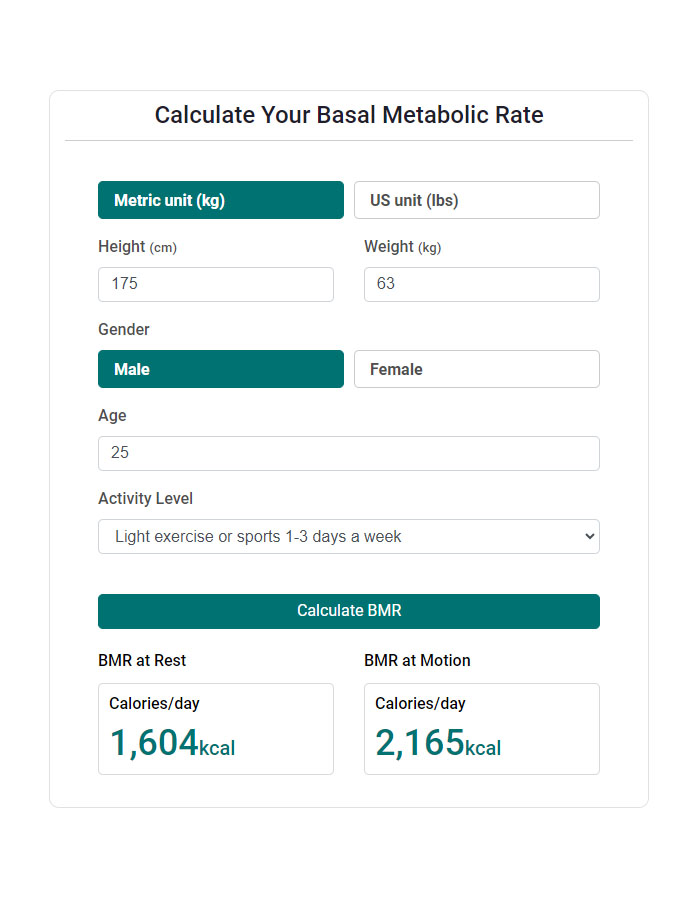 Calculate Your Basal Metabolic Rate
Metric unit (kg) US unit (lbs)
Height (cm) Weight (kg)
175 63
Gender
Male Female
Age
25
Activity Level
Light exercise or sports 1-3 days a week
Calculate BMR
BMR at Rest BMR at Motion
Calories/day Calories/day
1,604kcal 2,165kcal